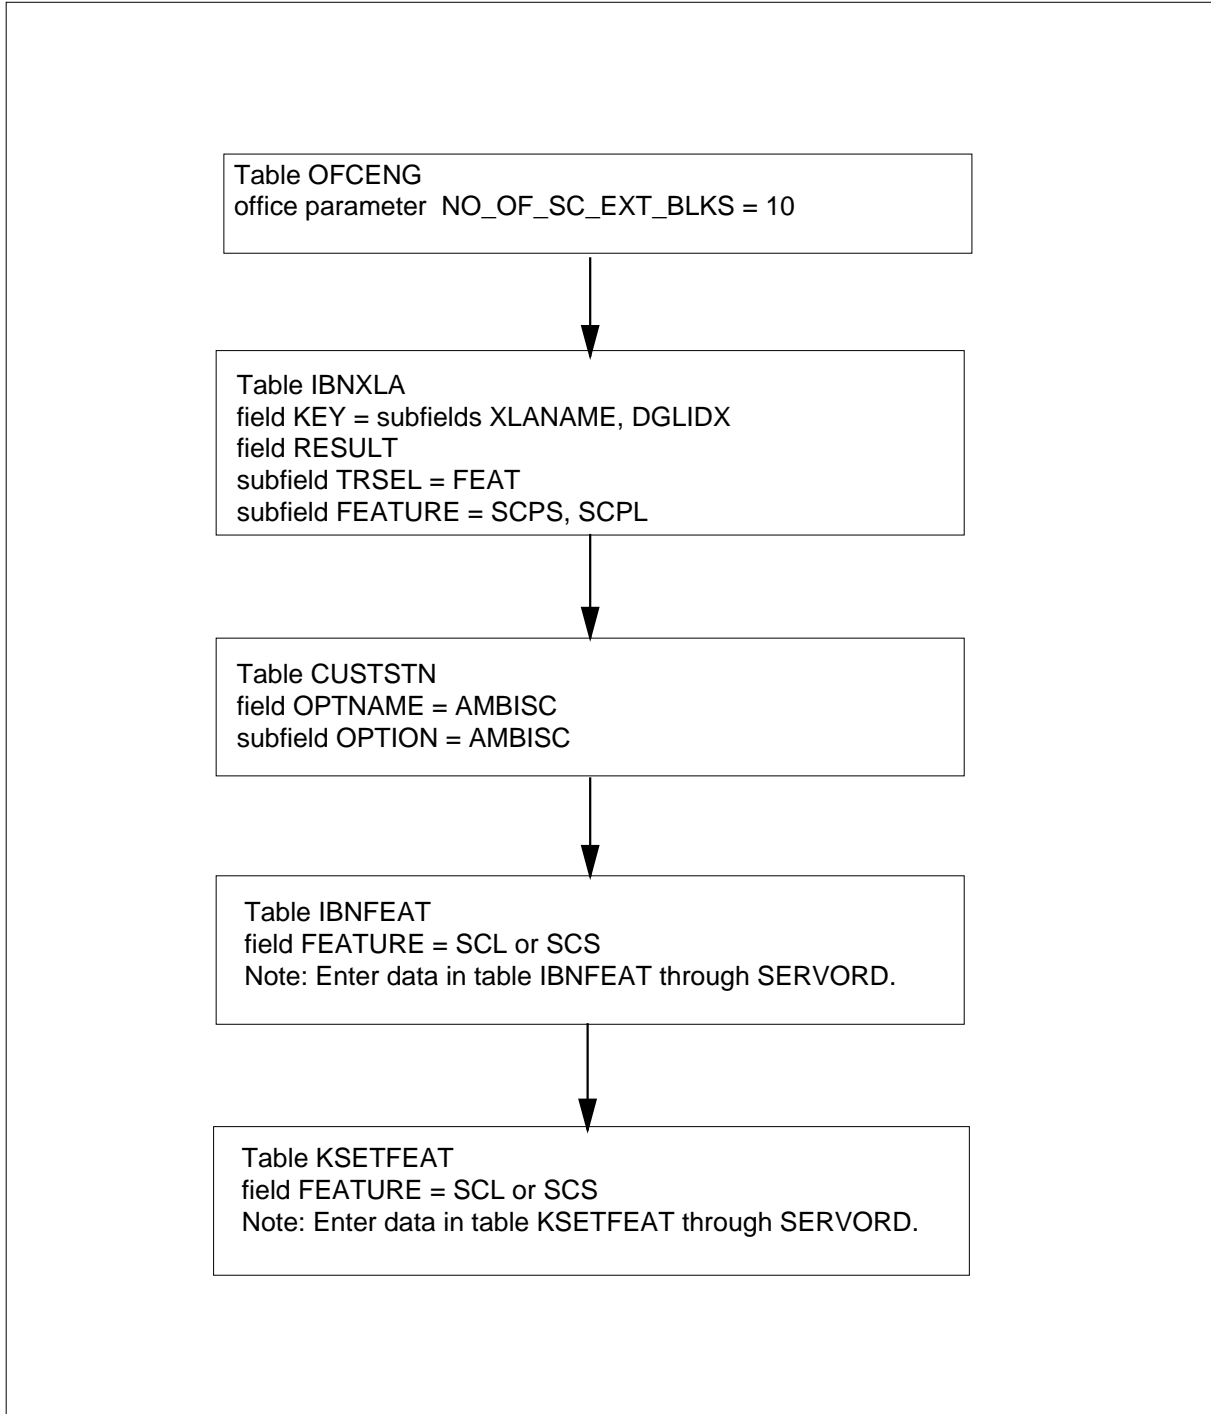 Table OFCENG
office parameter  NO_OF_SC_EXT_BLKS = 10
Table IBNXLA
field KEY = subfields XLANAME, DGLIDX
field RESULT
subfield TRSEL = FEAT
subfield FEATURE = SCPS, SCPL
Table CUSTSTN
field OPTNAME = AMBISC
subfield OPTION = AMBISC
Table IBNFEAT
field FEATURE = SCL or SCS
Note: Enter data in table IBNFEAT through SERVORD.
Table KSETFEAT
field FEATURE = SCL or SCS
Note: Enter data in table KSETFEAT through SERVORD.